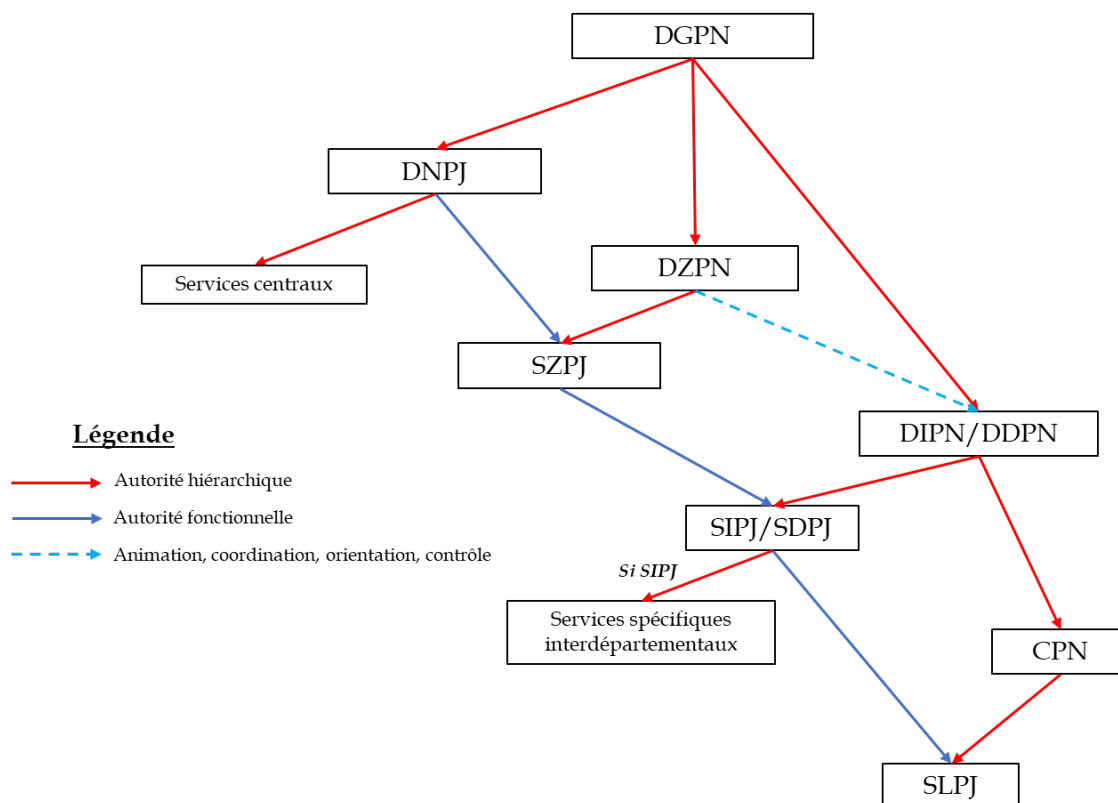 DGPN
DNPJ
DZPN
Services centraux
SZPJ
DIPN/DDPN
Légende
Autorité hiérarchique
Autorité fonctionnelle
Animation, coordination, orientation, contrôle
SIPJ/SDPJ
Si SIPJ
Services spécifiques
interdépartementaux
CPN
SLPJ